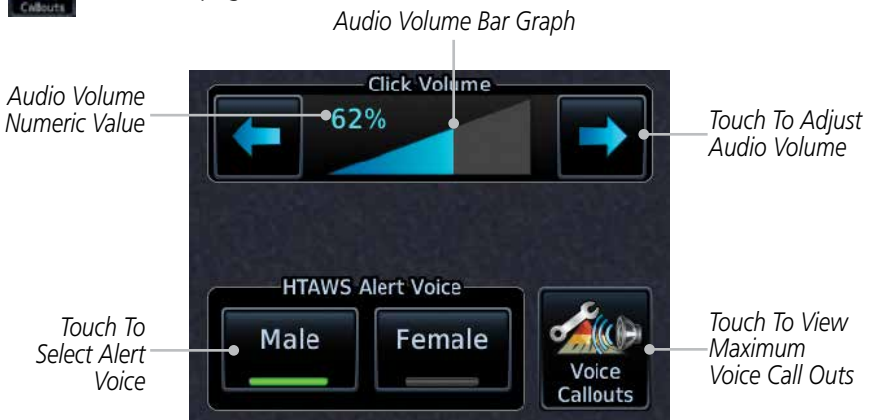 Callouts
Audio Volume Bar Graph
Click Volume
Audio Volume
Numeric Value
62%
Touch To Adjust
Audio Volume
HTAWS Alert Voice
Touch To
Select Alert
Voice
Male
Female
Voice
Callouts
Touch To View
Maximum
Voice Call Outs